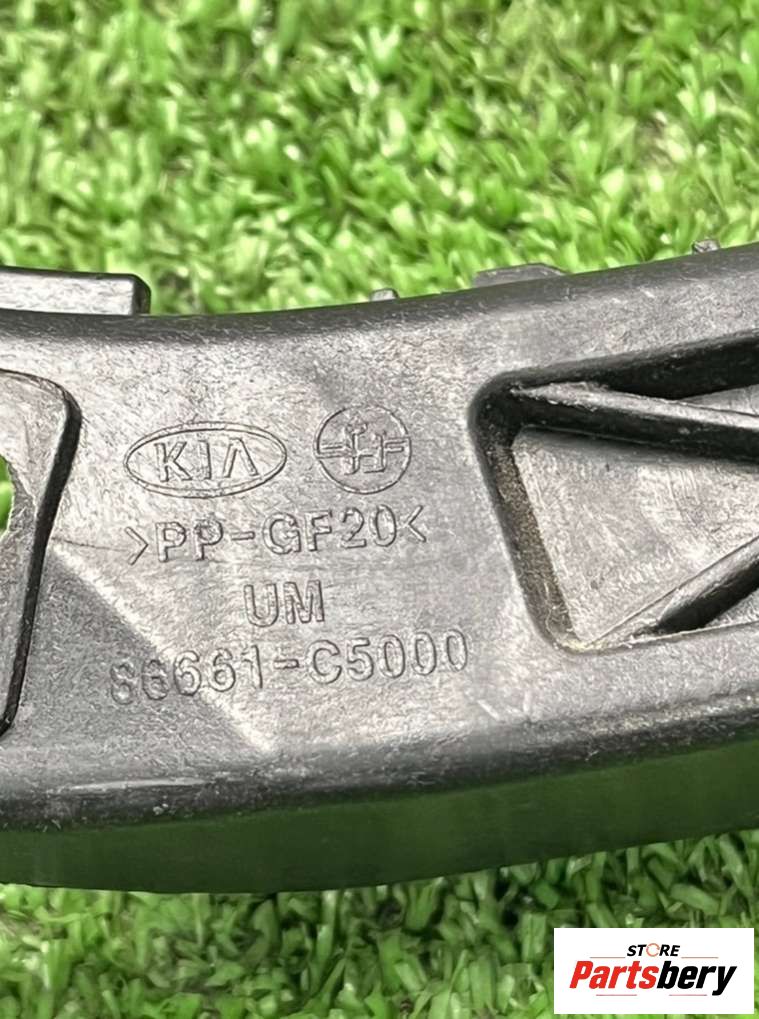 KIA
>PP-GF20<
UM
86661-C5000
STORE
Partsbery